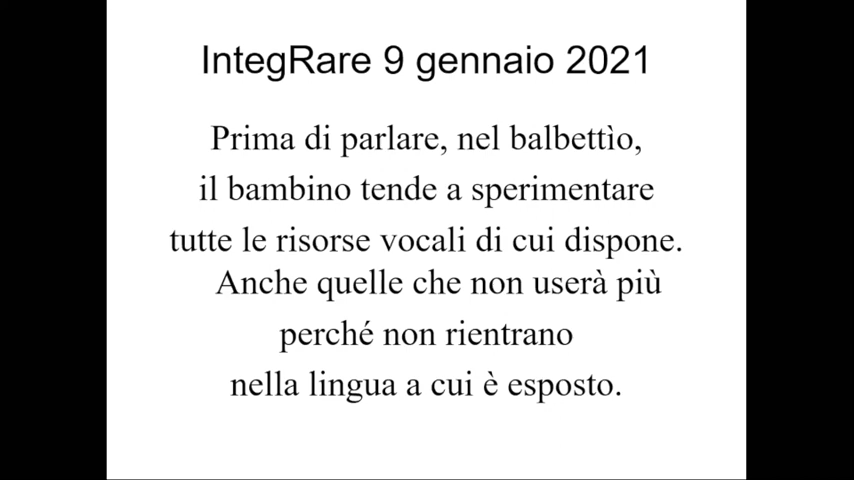 IntegRare 9 gennaio 2021
Prima di parlare, nel balbettìo,
il bambino tende a sperimentare
tutte le risorse vocali di cui dispone.
Anche quelle che non userà più
perché non rientrano
nella lingua a cui è esposto.